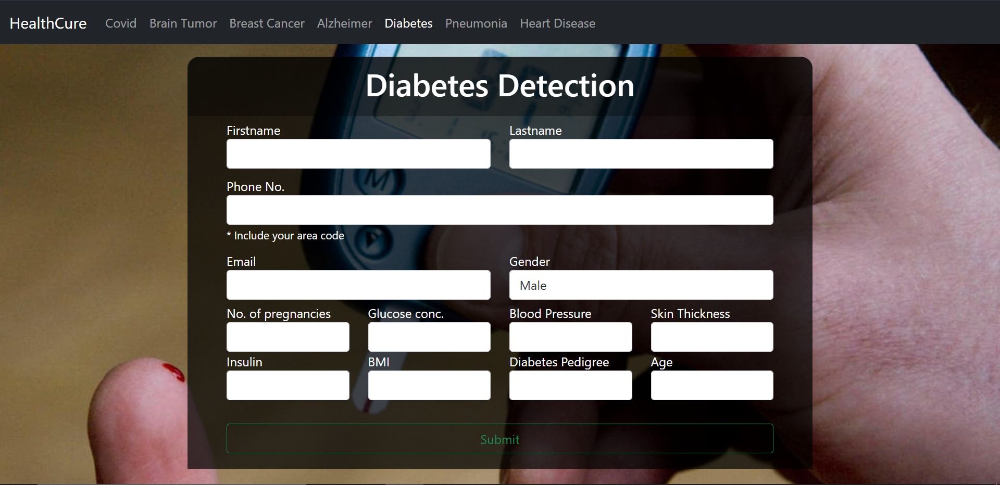 HealthCure Covid Brain Tumor Breast Cancer Alzheimer Diabetes Pneumonia Heart Disease
Diabetes Detection
Firstname Lastname
M
Phone No.
* Include your area code
Email Gender
Male
No. of pregnancies Glucose conc. Blood Pressure Skin Thickness
Insulin BMI Diabetes Pedigree Age
Submit